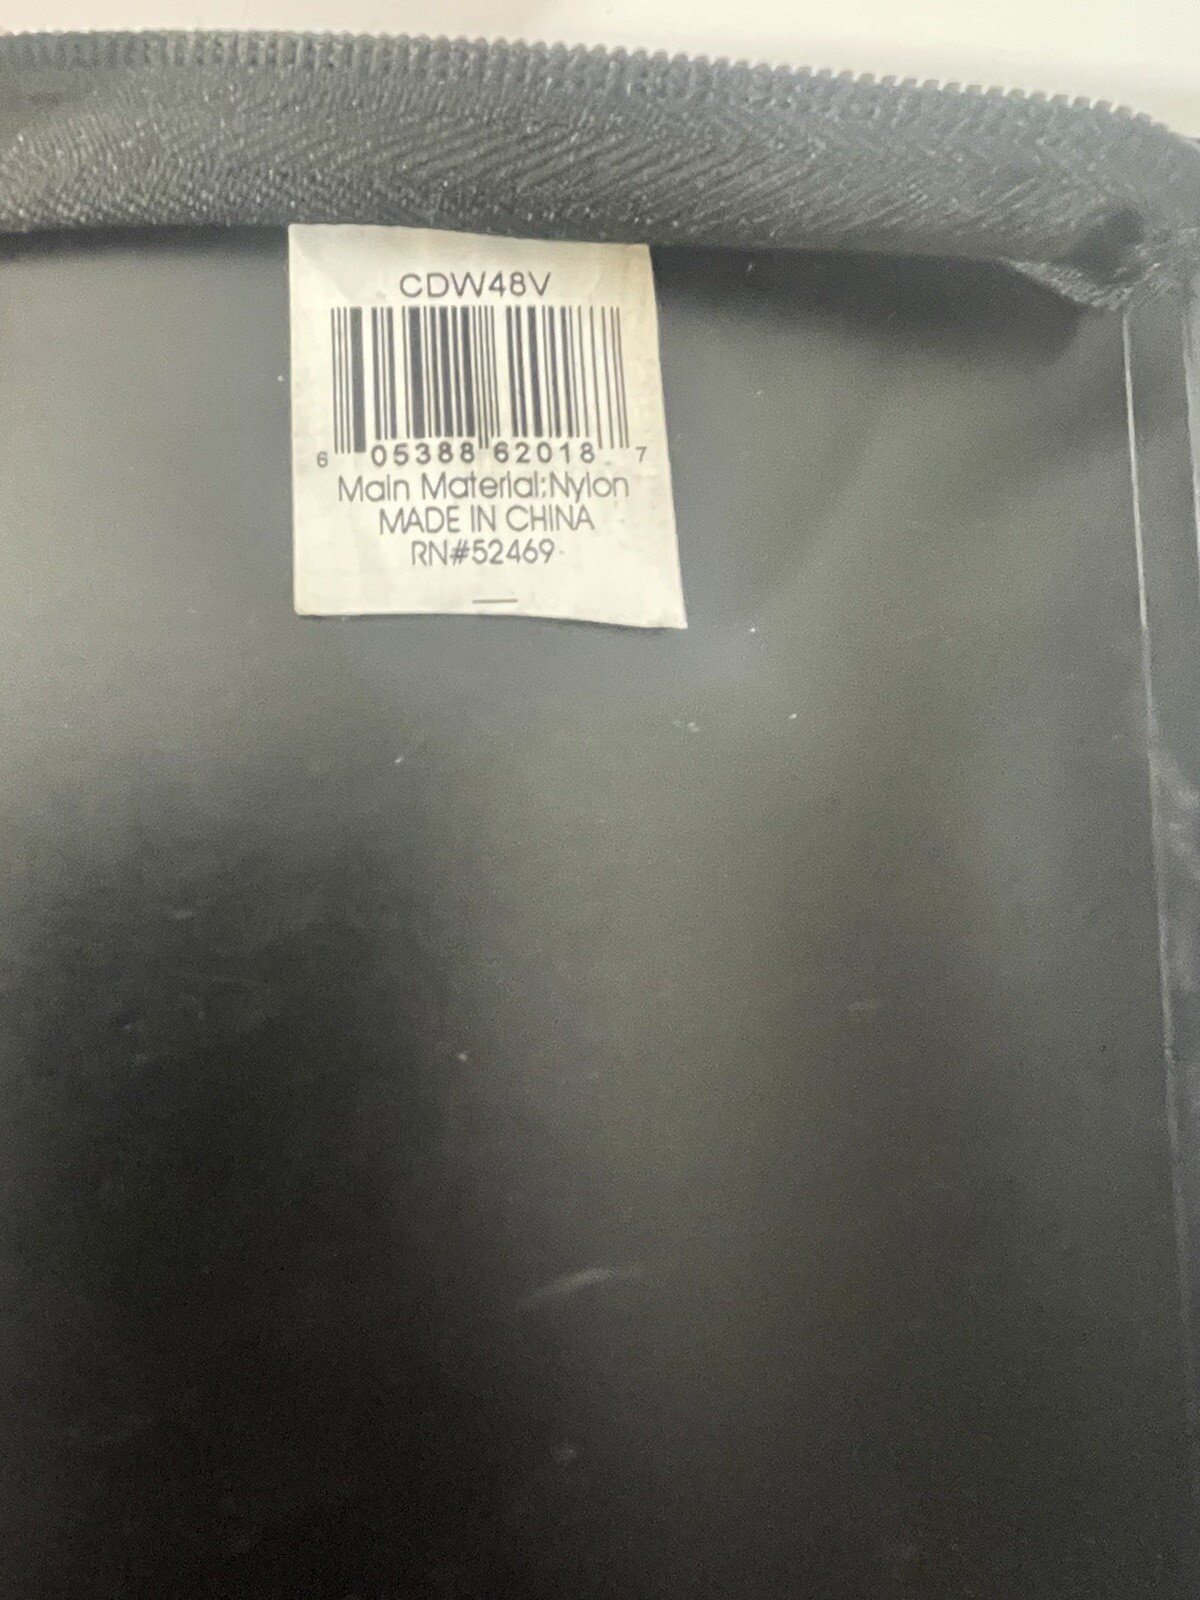 CDW48V
6 05388 62018 7
Main Material:Nylon
MADE IN CHINA
RN#52469